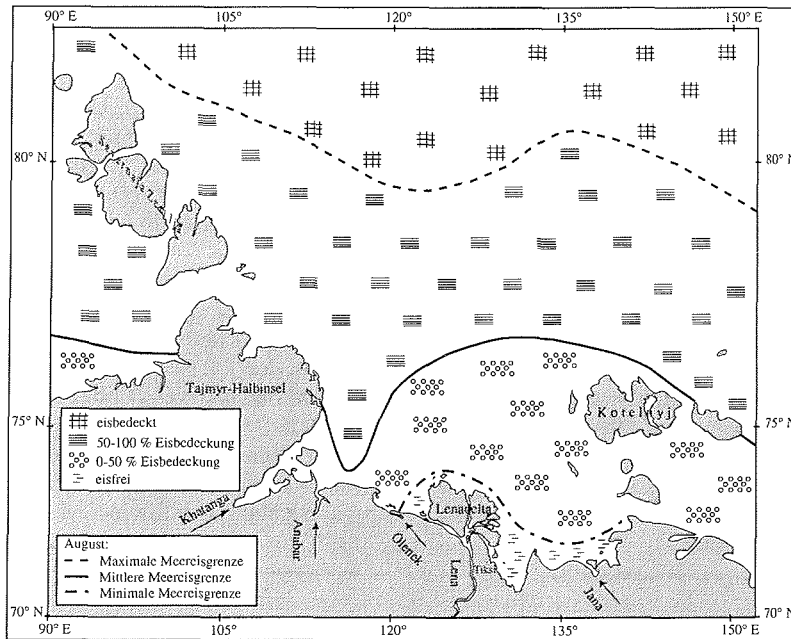 90° E
105°
120°
135°
150° E
80° N
80° N
Tajmyr-Halbinsel
75°
Kotelnyj
75°
eisbedeckt
50-100 % Eisbedeckung
0-50 % Eisbedeckung
eisfrei
Khatanga
Anabar
Olenek
Lenadelta
Lena
Tiksi
Jana
August:
Maximale Meereisgrenze
Mittlere Meereisgrenze
Minimale Meereisgrenze
70° N
70° N
90° E
105°
120°
135°
150° E